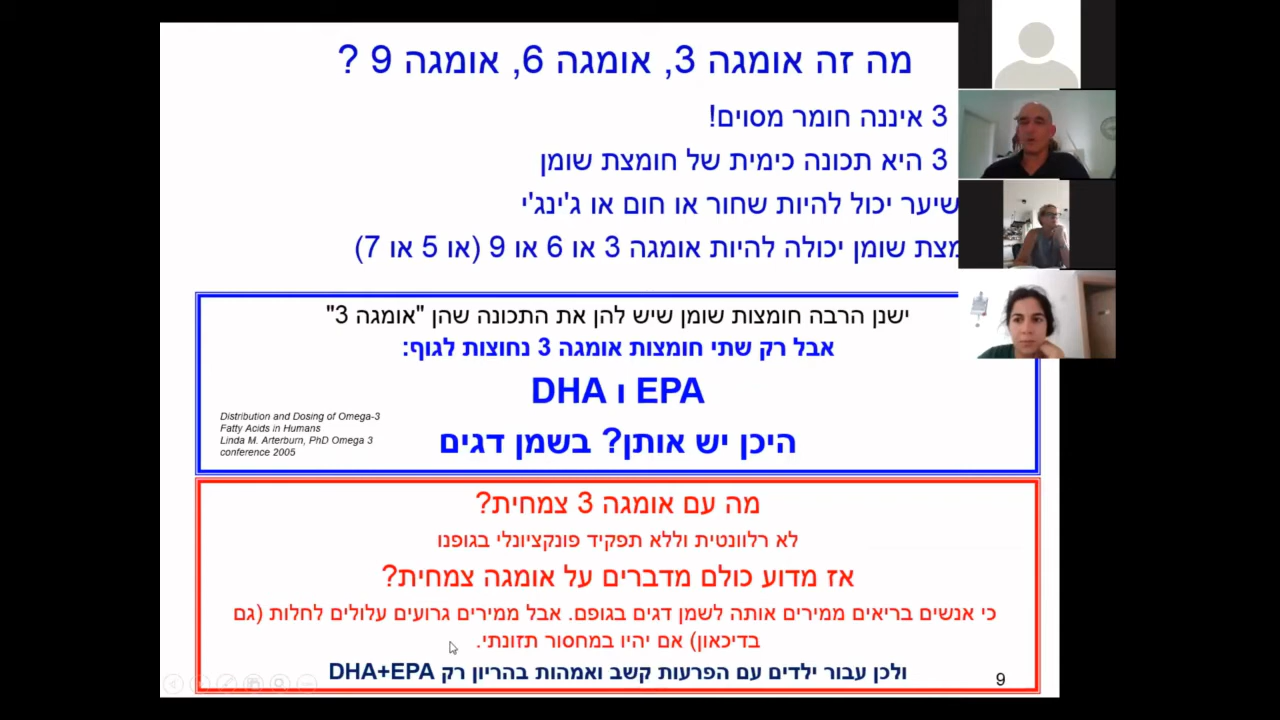 מה זה אומגה 3, אומגה 6, אומגה 9 ?
3 איננה חומר מסוים!
3 היא תכונה כימית של חומצת שומן
שיער יכול להיות שחור או חום או ג'ינג'י
שומן יכולה להיות אומגה 3 או 6 או 9 (או 5 או 7)
ישנן הרבה חומצות שומן שיש להן את התכונה שהן "אומגה 3"
אבל רק שתי חומצות אומגה 3 נחוצות לגוף:
EPA ו DHA
היכן יש אותן? בשמן דגים
Distribution and Dosing of Omega-3
Fatty Acids in Humans
Linda M. Arterburn, PhD Omega 3
conference 2005
מה עם אומגה 3 צמחית?
לא רלוונטית וללא תפקיד פונקציונלי בגופנו
אז מדוע כולם מדברים על אומגה צמחית?
כי אנשים בריאים ממירים אותה לשמן דגים בגופם. אבל ממירים גרועים עלולים לחלות (גם
בדיכאון) אם יהיו במחסור תזונתי.
ולכן עבור ילדים עם הפרעות קשב ואמהות בהריון רק DHA+EPA
9